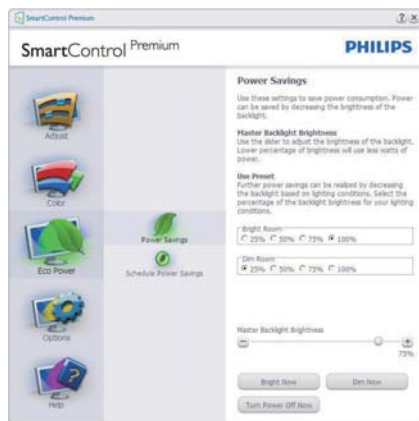 SmartControl Premium
SmartControl Premium
PHILIPS
Adjust
Color
Eco Power
Options
Help
Power Savings
Schedule Power Savings
Power Savings
Use these settings to save power consumption. Power
can be saved by decreasing the brightness of the
backlight.
Master Backlight Brightness
Use the slider to adjust the brightness of the backlight.
Lower percentage of brightness will use less watts of
power.
Use Preset
Further power savings can be realized by decreasing
the backlight based on lighting conditions. Select the
percentage of the backlight brightness for your lighting
conditions.
Bright Room
25% 50% 75% 100%
Dim Room
25% 50% 75% 100%
Master Backlight Brightness
75%
Bright Now Dim Now
Turn Power Off Now